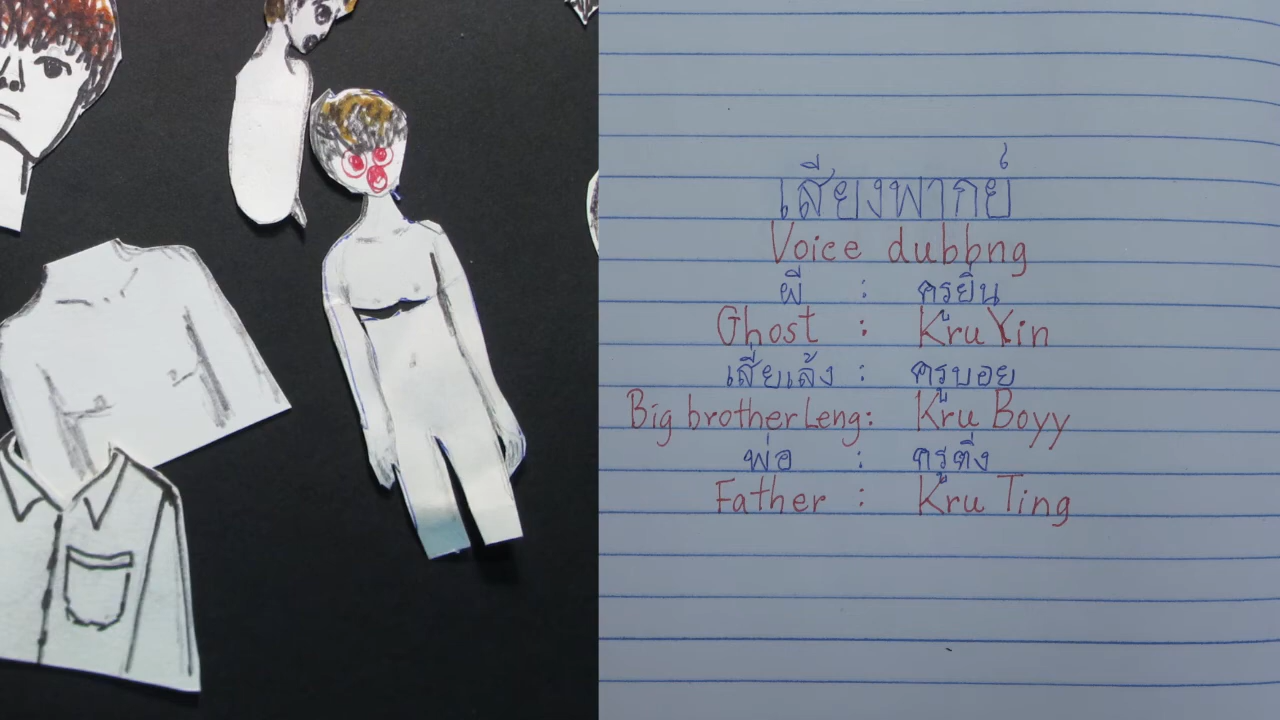 เสียงพากย์
Voice dubbng
ผี : ครูยิ่น
Ghost : Kru Yin
เสี่ยเล้ง : ครูบอย
Big brother Leng: Kru Boyy
พ่อ : ครูติ่ง
Father : Kru Ting